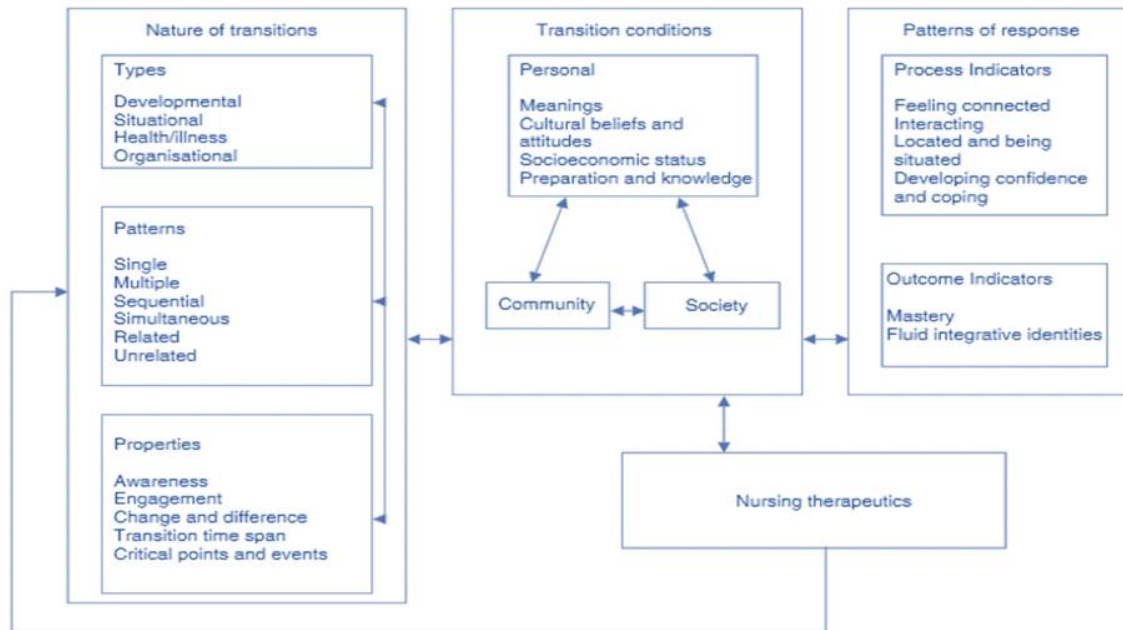 Nature of transitions
Types
Developmental
Situational
Health/illness
Organisational
Patterns
Single
Multiple
Sequential
Simultaneous
Related
Unrelated
Properties
Awareness
Engagement
Change and difference
Transition time span
Critical points and events
Transition conditions
Personal
Meanings
Cultural beliefs and
attitudes
Socioeconomic status
Preparation and knowledge
Community
Society
Patterns of response
Process Indicators
Feeling connected
Interacting
Located and being
situated
Developing confidence
and coping
Outcome Indicators
Mastery
Fluid integrative identities
Nursing therapeutics